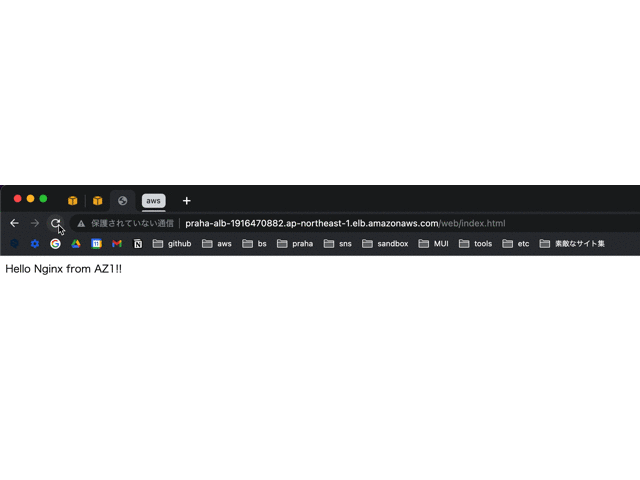 aws
保護されていない通信 praha-alb-1916470882.ap-northeast-1.elb.amazonaws.com/web/index.html
github aws bs praha sns sandbox MUI tools etc 素敵なサイト集
Hello Nginx from AZ1!!